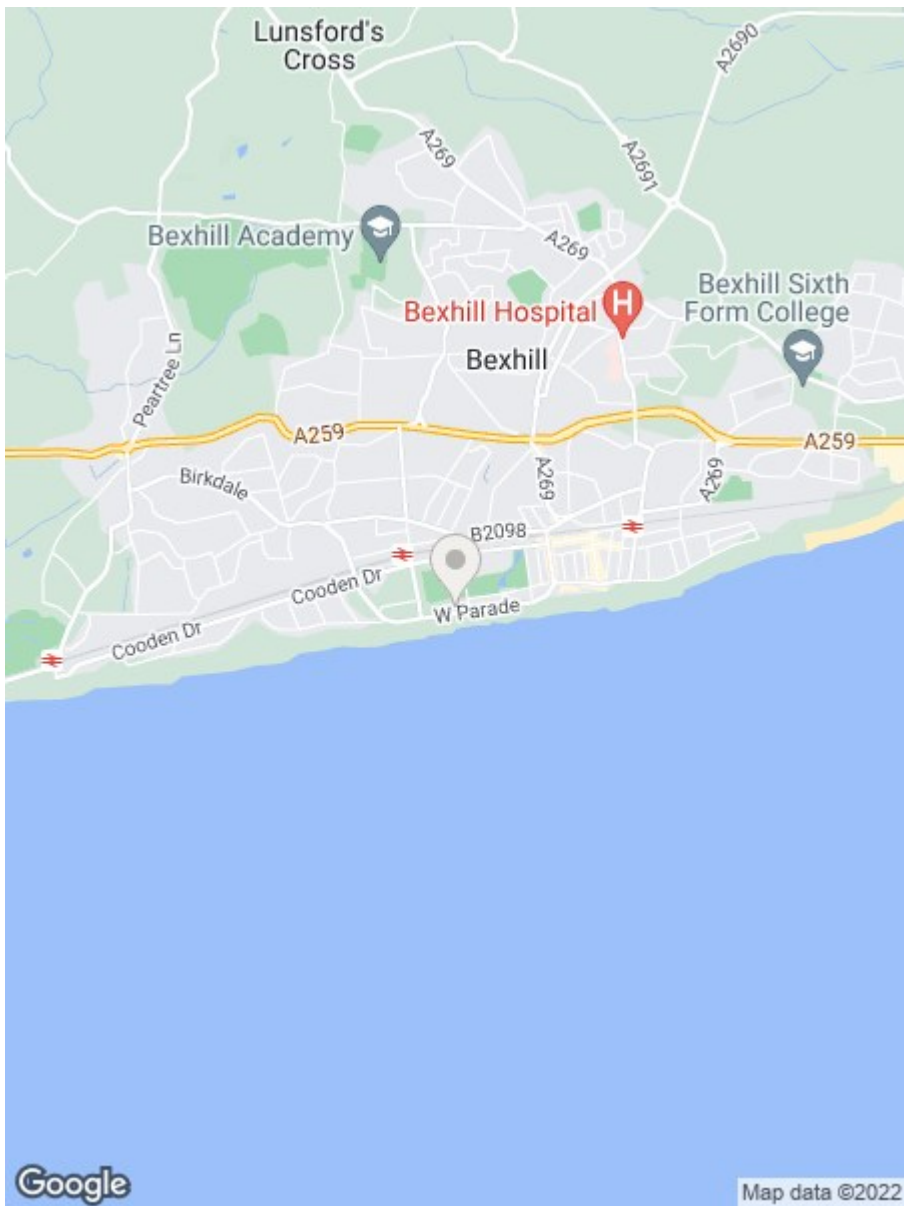 Lunsford's
Cross
A2690
A269
A2691
Bexhill Academy
A269
Bexhill Sixth
Form College
Bexhill Hospital
H
Bexhill
Peartree Ln
A259
A259
Birkdale
A269
A269
B2098
Cooden Dr
W Parade
Cooden Dr
Google
Map data ©2022